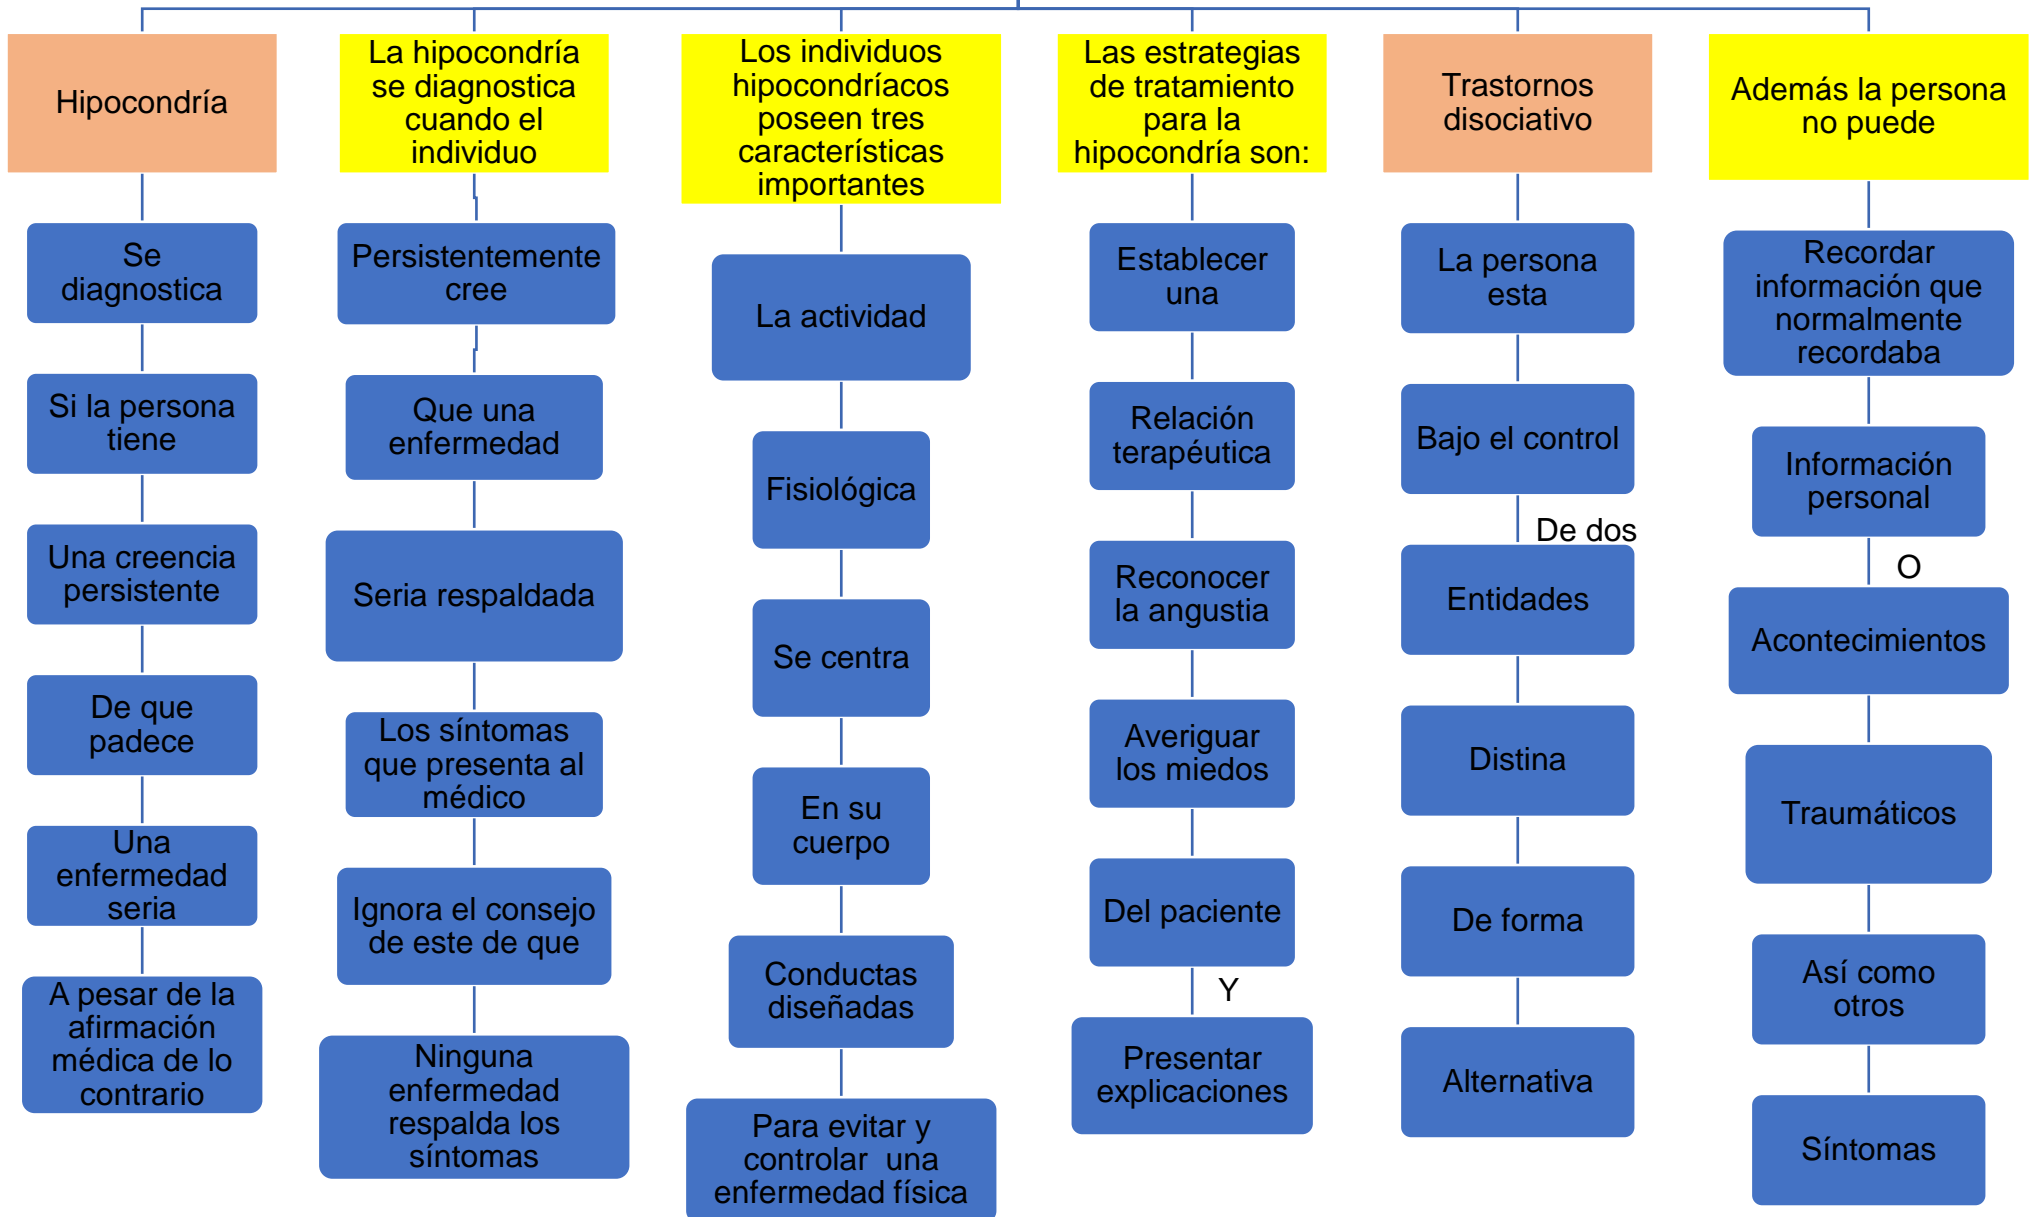 Hipocondría
Se
diagnostica
Si la persona
tiene
Una creencia
persistente
De que
padece
Una
enfermedad
seria
A pesar de la
afirmación
médica de lo
contrario
La hipocondría
se diagnostica
cuando el
individuo
Persistentemente
cree
Que una
enfermedad
Seria respaldada
Los síntomas
que presenta al
médico
Ignora el consejo
de este de que
Ninguna
enfermedad
respalda los
síntomas
Los individuos
hipocondríacos
poseen tres
características
importantes
La actividad
Fisiológica
Se centra
En su
cuerpo
Conductas
diseñadas
Para evitar y
controlar una
enfermedad física
Las estrategias
de tratamiento
para la
hipocondría son:
Establecer
una
Relación
terapéutica
Reconocer
la angustia
Averiguar
los miedos
Del paciente
Y
Presentar
explicaciones
Trastornos
disociativo
La persona
esta
Bajo el control
De dos
Entidades
Distina
De forma
Alternativa
Además la persona
no puede
Recordar
información que
normalmente
recordaba
Información
personal
O
Acontecimientos
Traumáticos
Así como
otros
Síntomas